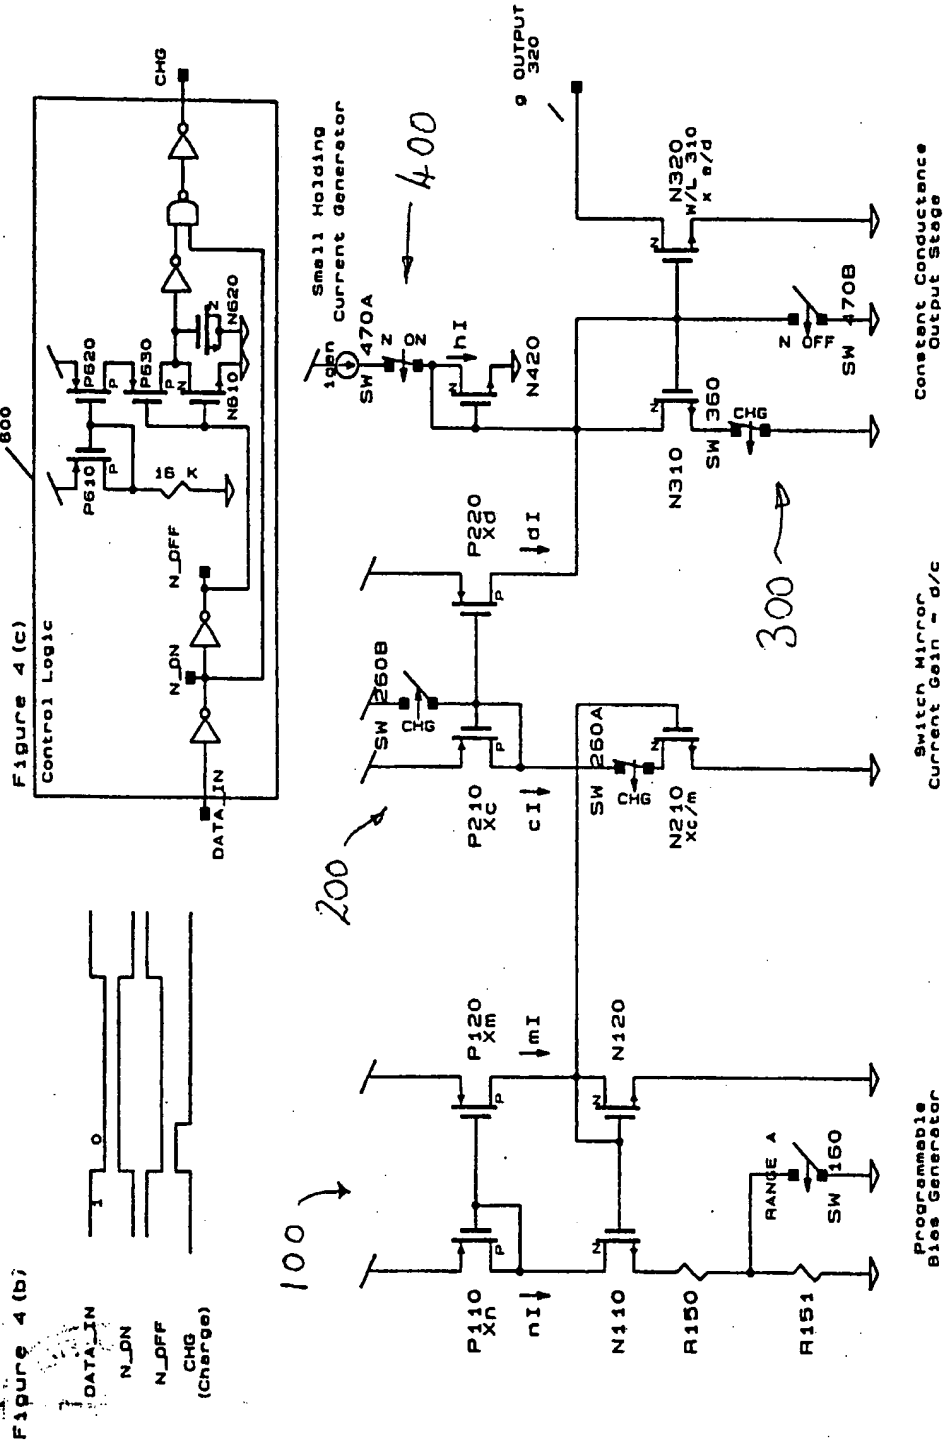 Figure 4 (b)
DATA_IN
N_ON
N_OFF
CHG
(Charge)
1
0
Figure 4 (c)
Control Logic
600
DATA_IN
N_ON
N_OFF
P610
P
16 K
P620
P
P630
P
N
N610
N
N620
CHG
100
P110
Xn
P
nI
N110
N
R150
R151
RANGE A
SW 160
P120
Xm
P
mI
N120
N
Programmable
Bias Generator
200
P210
Xc
P
cI
SW 260B
CHG
SW 260A
CHG
N210
Xc/m
N
P220
Xd
P
dI
Switch Mirror
Current Gain = d/c
Small Holding
Current Generator
400
igen
SW 470A
N ON
hI
N
N420
300
N310
N
SW 360
CHG
N OFF
SW 470B
N320
W/L 310
x e/d
N
g OUTPUT
320
Constant Conductance
Output Stage